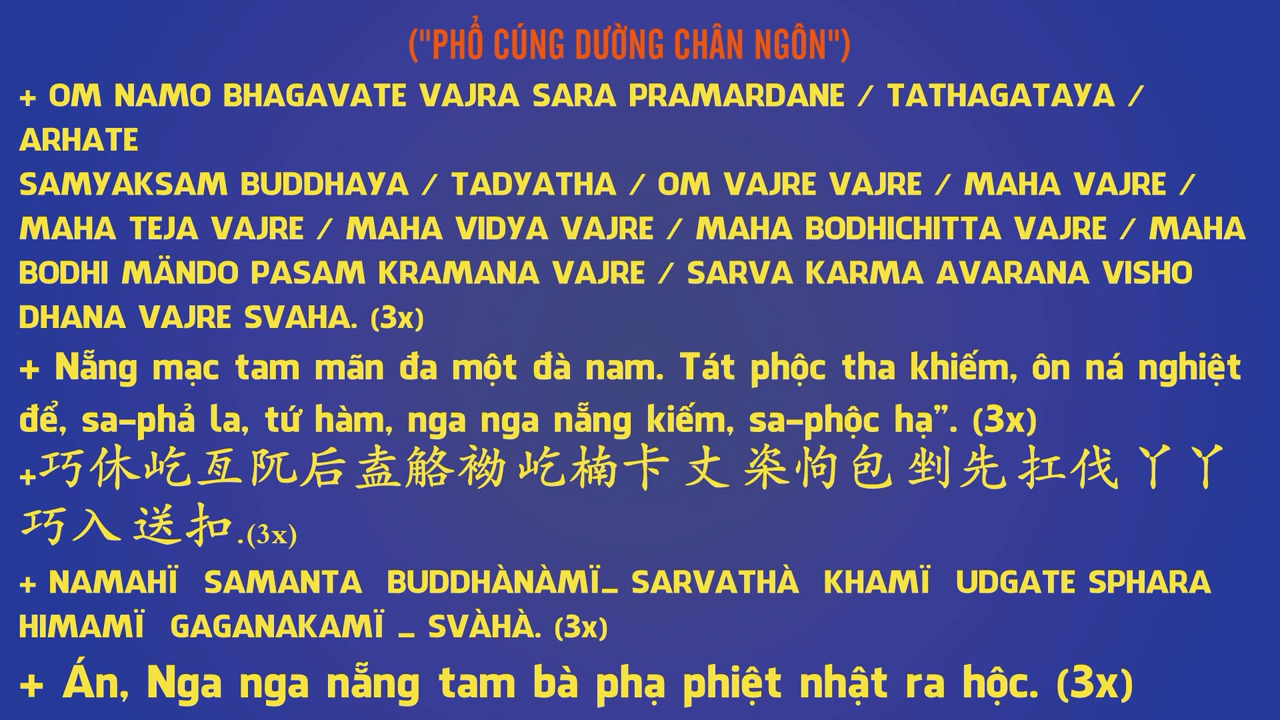 ("PHỔ CÚNG DƯỜNG CHÂN NGÔN")
+ OM NAMO BHAGAVATE VAJRA SARA PRAMARDANE / TATHAGATAYA /
ARHATE
SAMYAKSAM BUDDHAYA / TADYATHA / OM VAJRE VAJRE / MAHA VAJRE /
MAHA TEJA VAJRE / MAHA VIDYA VAJRE / MAHA BODHICHITTA VAJRE / MAHA
BODHI MÄNDO PASAM KRAMANA VAJRE / SARVA KARMA AVARANA VISHO
DHANA VAJRE SVAHA. (3x)
+ Nẵng mạc tam mãn đa một đà nam. Tát phộc tha khiếm, ôn ná nghiệt
để, sa-phả la, tứ hàm, nga nga nẵng kiếm, sa-phộc hạ”. (3x)
+巧休屹亙阬后盍觡袎屹楠卡丈楶怐包剉先扛伐丫丫
巧入送扣.(3x)
+ NAMAHÏ SAMANTA BUDDHÀNÀMÏ_ SARVATHÀ KHAMÏ UDGATE SPHARA
HIMAMÏ GAGANAKAMÏ _ SVÀHÀ. (3x)
+ Án, Nga nga nẵng tam bà phạ phiệt nhật ra hộc. (3x)